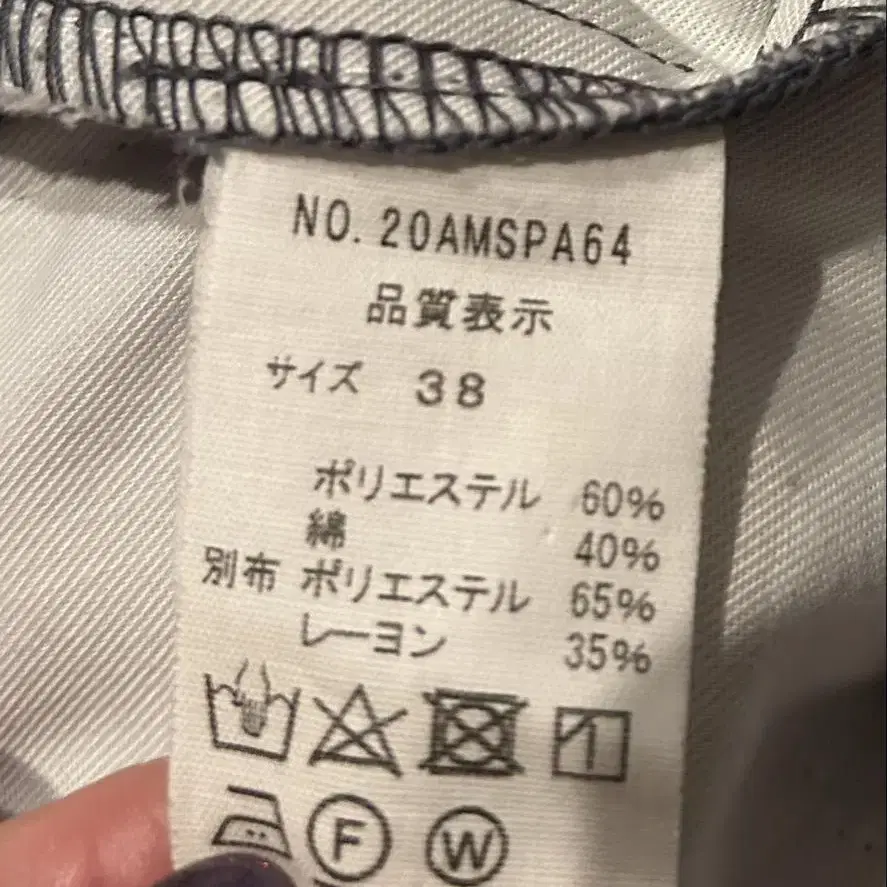 NO. 20AMSPA64
品質表示
サイズ 38
ポリエステル 60%
綿 40%
別布 ポリエステル 65%
レーヨン 35%
F W